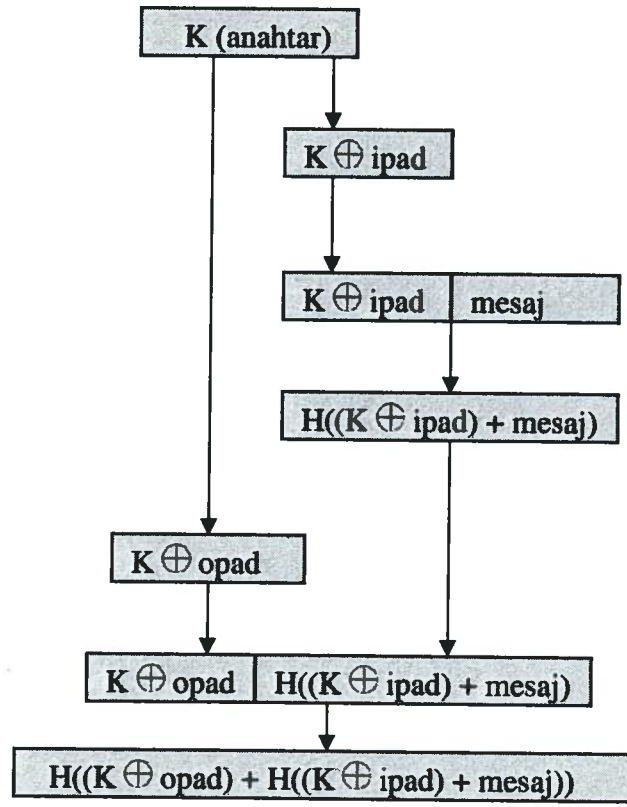 K (anahtar)
K ⊕ ipad
K ⊕ ipad mesaj
H((K ⊕ ipad) + mesaj)
K ⊕ opad
K ⊕ opad H((K ⊕ ipad) + mesaj)
H((K ⊕ opad) + H((K ⊕ ipad) + mesaj))